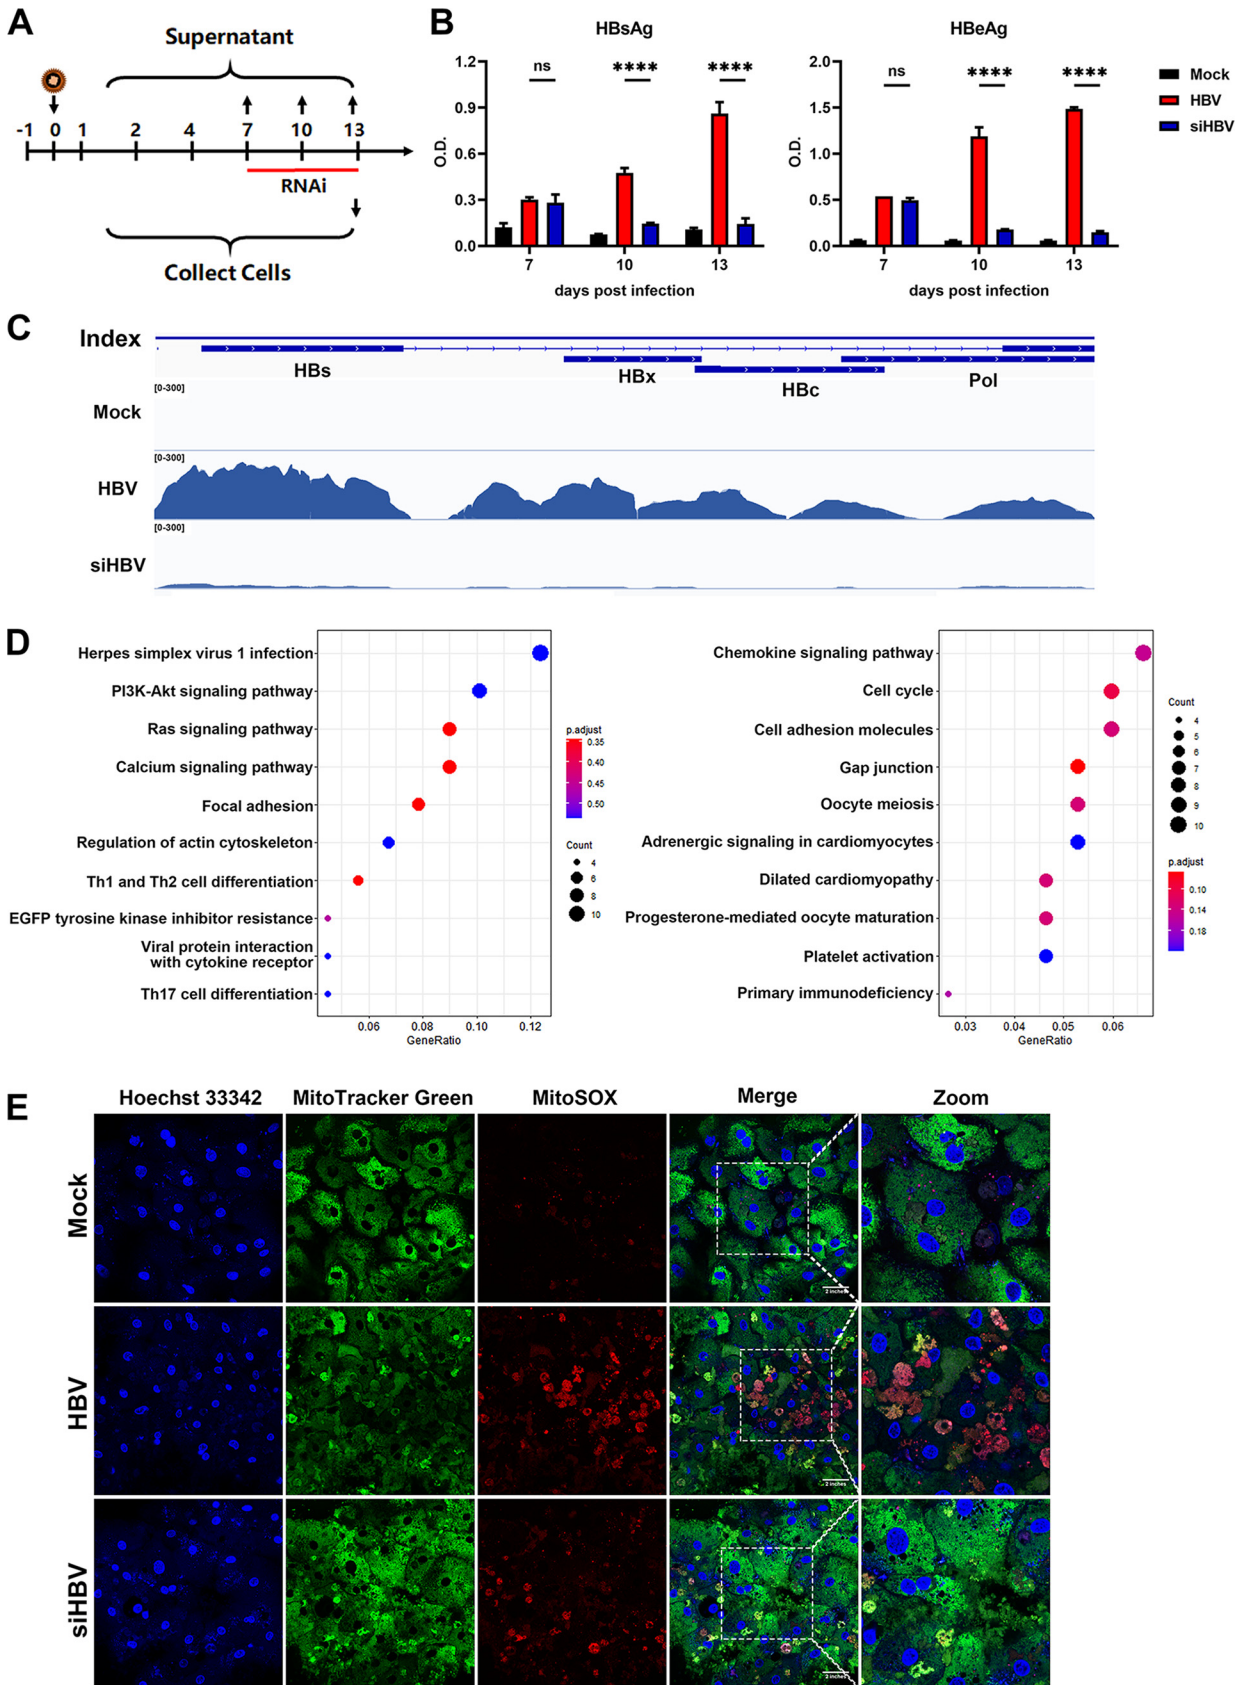 A
Supernatant
-1 0 1 2 4 7 10 13
RNAi
Collect Cells
B
HBsAg
ns **** ****
1.2
0.9
0.6
0.3
0.0
O.D.
7 10 13
days post infection
HBeAg
ns **** ****
2.0
1.5
1.0
0.5
0.0
O.D.
7 10 13
days post infection
Mock
HBV
siHBV
C
Index
HBs
HBx
HBc
Pol
Mock
[0-300]
HBV
[0-300]
siHBV
[0-300]
D
Herpes simplex virus 1 infection
PI3K-Akt signaling pathway
Ras signaling pathway
Calcium signaling pathway
Focal adhesion
Regulation of actin cytoskeleton
Th1 and Th2 cell differentiation
EGFP tyrosine kinase inhibitor resistance
Viral protein interaction
with cytokine receptor
Th17 cell differentiation
0.06 0.08 0.10 0.12
GeneRatio
p.adjust
0.35
0.40
0.45
0.50
Count
4
6
8
10
Chemokine signaling pathway
Cell cycle
Cell adhesion molecules
Gap junction
Oocyte meiosis
Adrenergic signaling in cardiomyocytes
Dilated cardiomyopathy
Progesterone-mediated oocyte maturation
Platelet activation
Primary immunodeficiency
0.03 0.04 0.05 0.06
GeneRatio
Count
4
5
6
7
8
9
10
p.adjust
0.10
0.14
0.18
E
Hoechst 33342 MitoTracker Green MitoSOX Merge Zoom
Mock
2 inches
HBV
2 inches
siHBV
2 inches